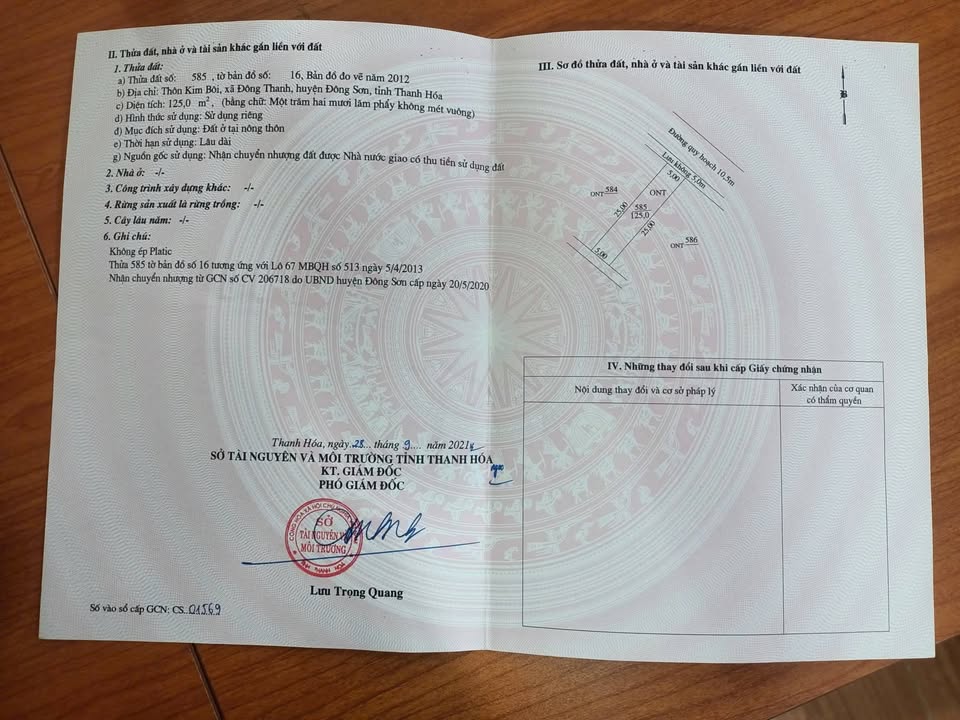 II. Thửa đất, nhà ở và tài sản khác gắn liền với đất
1. Thửa đất:
a) Thửa đất số: 585 , tờ bản đồ số: 16, Bản đồ đo vẽ năm 2012
b) Địa chỉ: Thôn Kim Bôi, xã Đông Thanh, huyện Đông Sơn, tỉnh Thanh Hóa
c) Diện tích: 125,0 m², (bằng chữ: Một trăm hai mươi lăm phẩy không mét vuông)
d) Hình thức sử dụng: Sử dụng riêng
đ) Mục đích sử dụng: Đất ở tại nông thôn
e) Thời hạn sử dụng: Lâu dài
g) Nguồn gốc sử dụng: Nhận chuyển nhượng đất được Nhà nước giao có thu tiền sử dụng đất
2. Nhà ở: -/-
3. Công trình xây dựng khác: -/-
4. Rừng sản xuất là rừng trồng: -/-
5. Cây lâu năm: -/-
6. Ghi chú:
Không ép Platic
Thửa 585 tờ bản đồ số 16 tương ứng với Lô 67 MBQH số 513 ngày 5/4/2013
Nhận chuyển nhượng từ GCN số CV 206718 do UBND huyện Đông Sơn cấp ngày 20/5/2020
Thanh Hóa, ngày 28 tháng 9 năm 2021
SỞ TÀI NGUYÊN VÀ MÔI TRƯỜNG TỈNH THANH HÓA
KT. GIÁM ĐỐC
PHÓ GIÁM ĐỐC
SỞ
TÀI NGUYÊN VÀ
MÔI TRƯỜNG
Lưu Trọng Quang
Số vào sổ cấp GCN: CS..01569
III. Sơ đồ thửa đất, nhà ở và tài sản khác gắn liền với đất
B
Đường quy hoạch 10,5m
Lưu không 5,0m
5,00
ONT 584
ONT
25,00
585
125,0
25,00
ONT 586
5,00
IV. Những thay đổi sau khi cấp Giấy chứng nhận
Nội dung thay đổi và cơ sở pháp lý
Xác nhận của cơ quan
có thẩm quyền